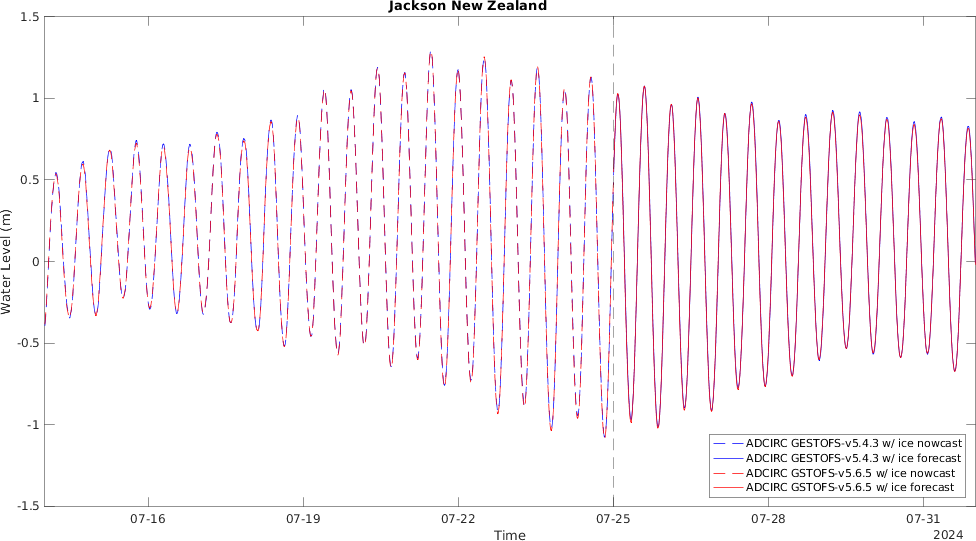 Jackson New Zealand
1.5
1
0.5
0
-0.5
-1
-1.5
Water Level (m)
07-16
07-19
07-22
07-25
07-28
07-31
Time
2024
ADCIRC GESTOFS-v5.4.3 w/ ice nowcast
ADCIRC GESTOFS-v5.4.3 w/ ice forecast
ADCIRC GSTOFS-v5.6.5 w/ ice nowcast
ADCIRC GSTOFS-v5.6.5 w/ ice forecast